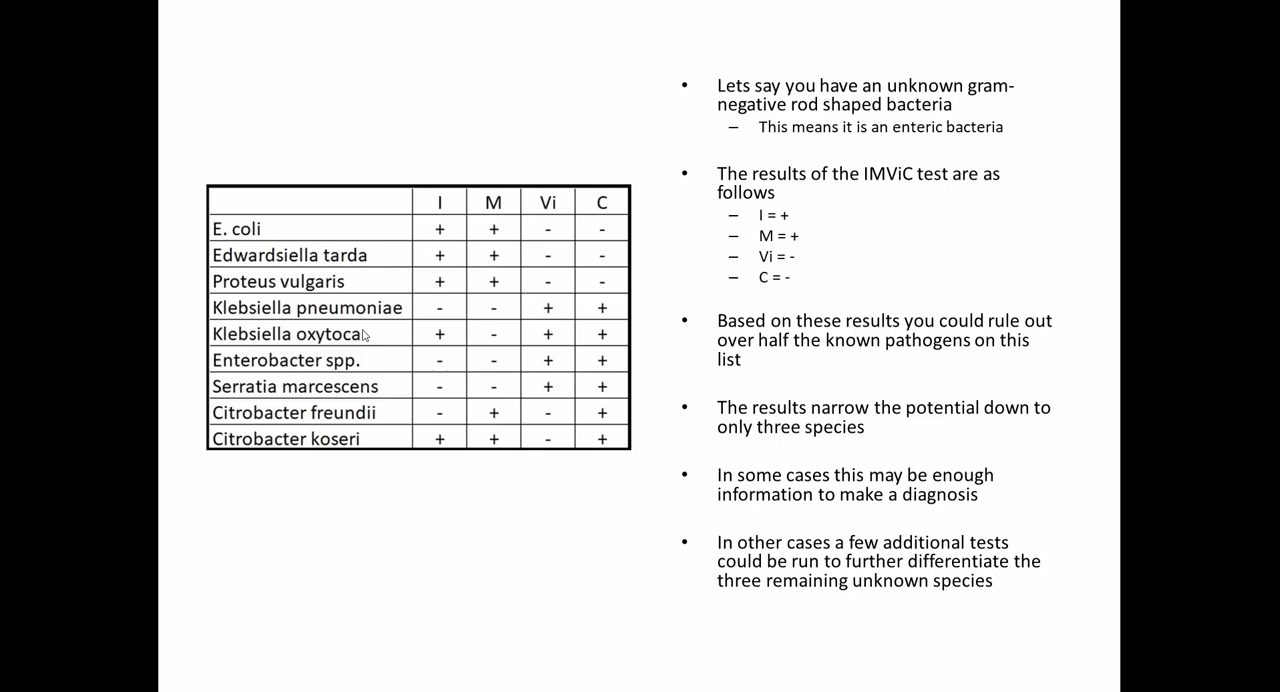 I M Vi C
E. coli + + - -
Edwardsiella tarda + + - -
Proteus vulgaris + + - -
Klebsiella pneumoniae - - + +
Klebsiella oxytoca + - + +
Enterobacter spp. - - + +
Serratia marcescens - - + +
Citrobacter freundii - + - +
Citrobacter koseri + + - +
• Lets say you have an unknown gram-
negative rod shaped bacteria
– This means it is an enteric bacteria
• The results of the IMViC test are as
follows
– I = +
– M = +
– Vi = -
– C = -
• Based on these results you could rule out
over half the known pathogens on this
list
• The results narrow the potential down to
only three species
• In some cases this may be enough
information to make a diagnosis
• In other cases a few additional tests
could be run to further differentiate the
three remaining unknown species